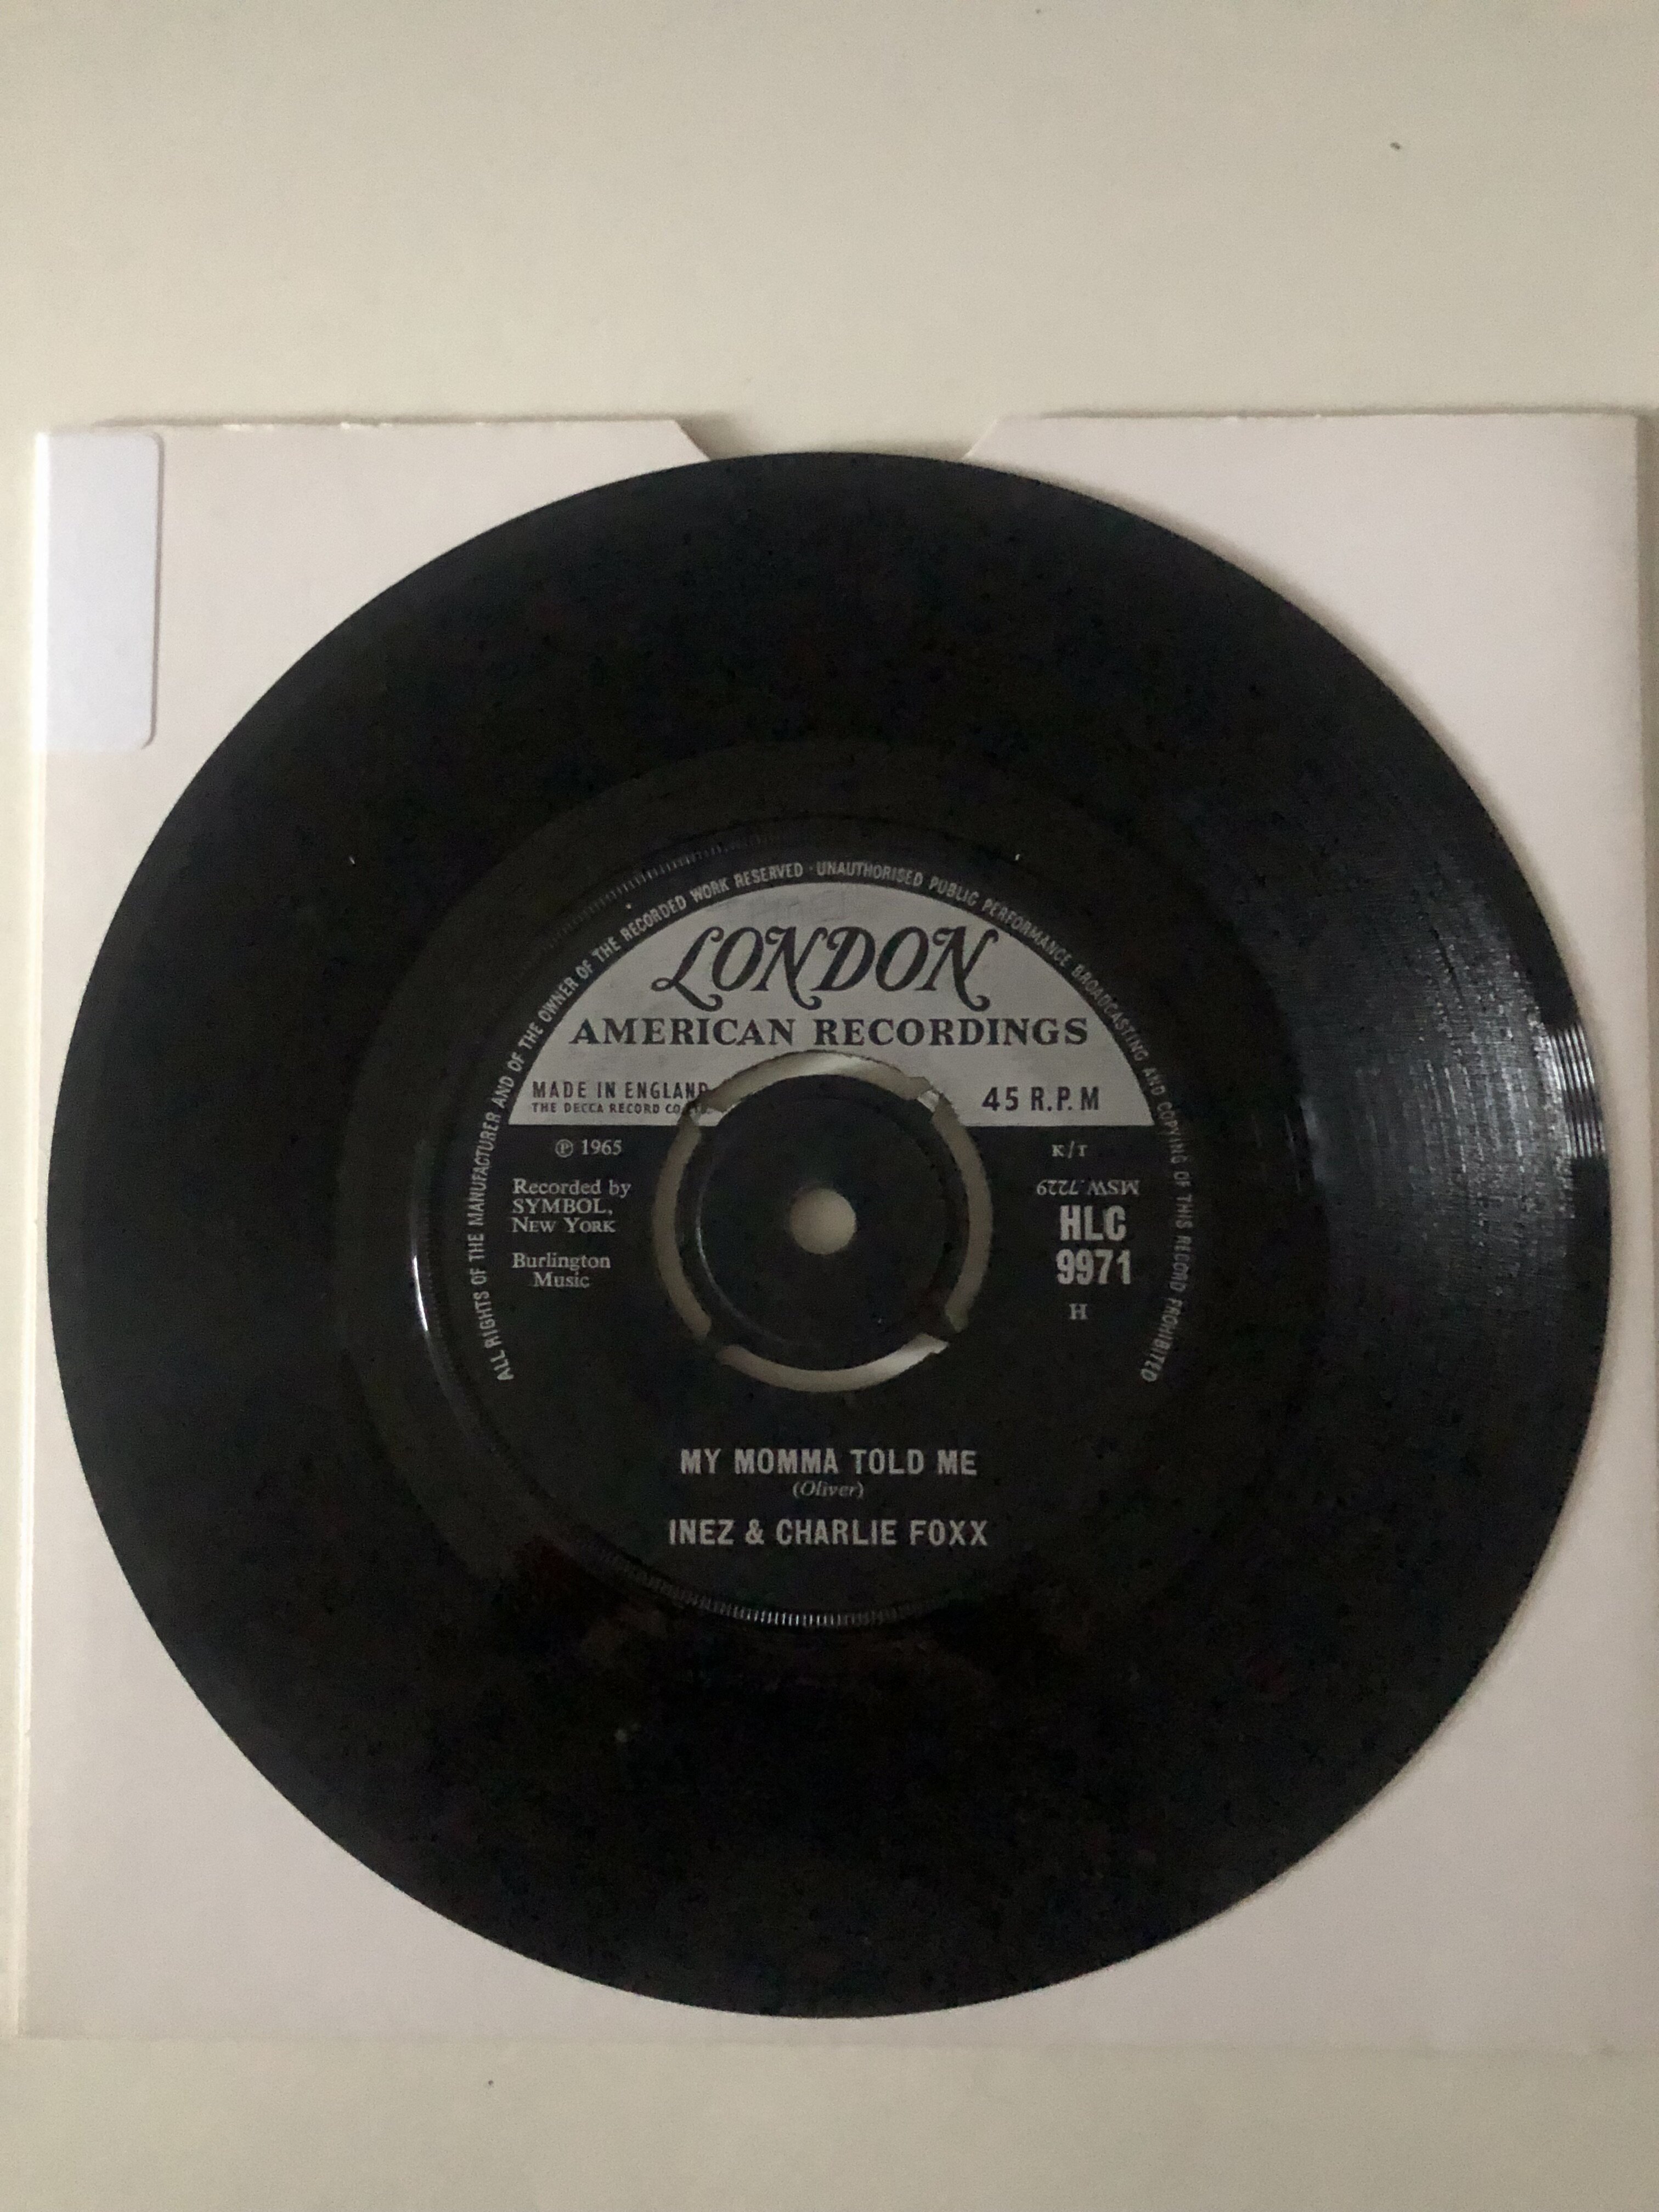 ALL RIGHTS OF THE MANUFACTURER AND OF THE OWNER OF THE RECORDED WORK RESERVED · UNAUTHORISED PUBLIC PERFORMANCE BROADCASTING AND COPYING OF THIS RECORD PROHIBITED
LONDON
AMERICAN RECORDINGS
MADE IN ENGLAND
THE DECCA RECORD CO. LTD.
45 R.P.M
℗ 1965
Recorded by
SYMBOL,
NEW YORK
Burlington
Music
K/T
MSW.7229
HLC
9971
H
MY MOMMA TOLD ME
(Oliver)
INEZ & CHARLIE FOXX